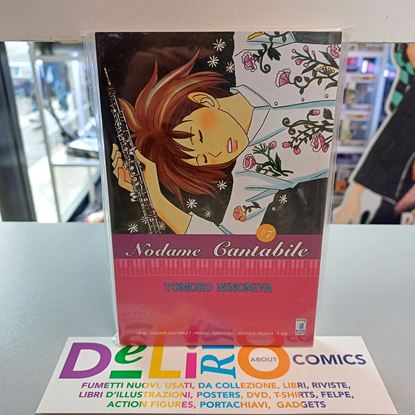 7
Nodame Cantabile
TOMOKO NINOMIYA
DeLiRiO ABOUT COMICS
FUMETTI NUOVI, USATI, DA COLLEZIONE, LIBRI, RIVISTE,
LIBRI D'ILLUSTRAZIONI, POSTERS, DVD, T-SHIRTS, FELPE,
ACTION FIGURES, PORTACHIAVI, GADGETS